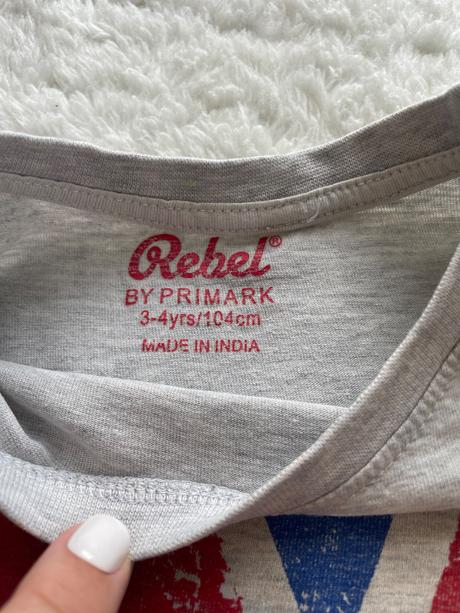 Rebel®
BY PRIMARK
3-4yrs/104cm
MADE IN INDIA